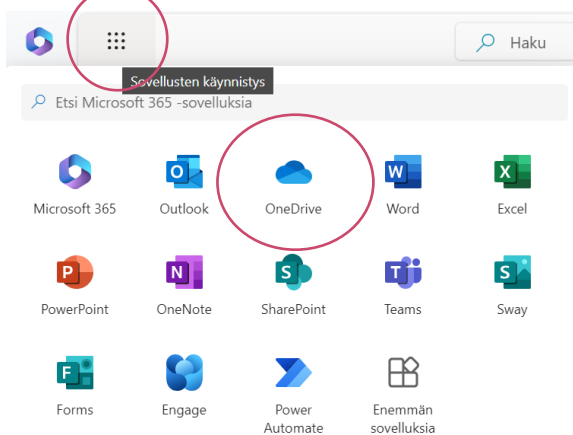 Haku
Sovellusten käynnistys
Etsi Microsoft 365 -sovelluksia
Microsoft 365 Outlook OneDrive Word Excel
PowerPoint OneNote SharePoint Teams Sway
Forms Engage Power Automate Enemmän sovelluksia